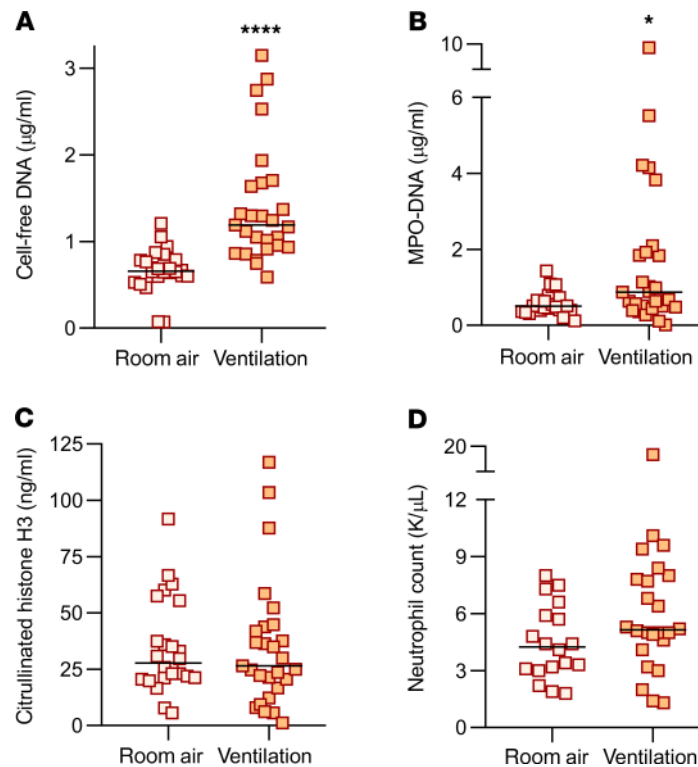 A
Cell-free DNA (µg/ml)
****
3
2
1
0
Room air
Ventilation
B
MPO-DNA (µg/ml)
*
10
6
4
2
0
Room air
Ventilation
C
Citrullinated histone H3 (ng/ml)
125
100
75
50
25
0
Room air
Ventilation
D
Neutrophil count (K/µL)
20
12
9
6
3
0
Room air
Ventilation